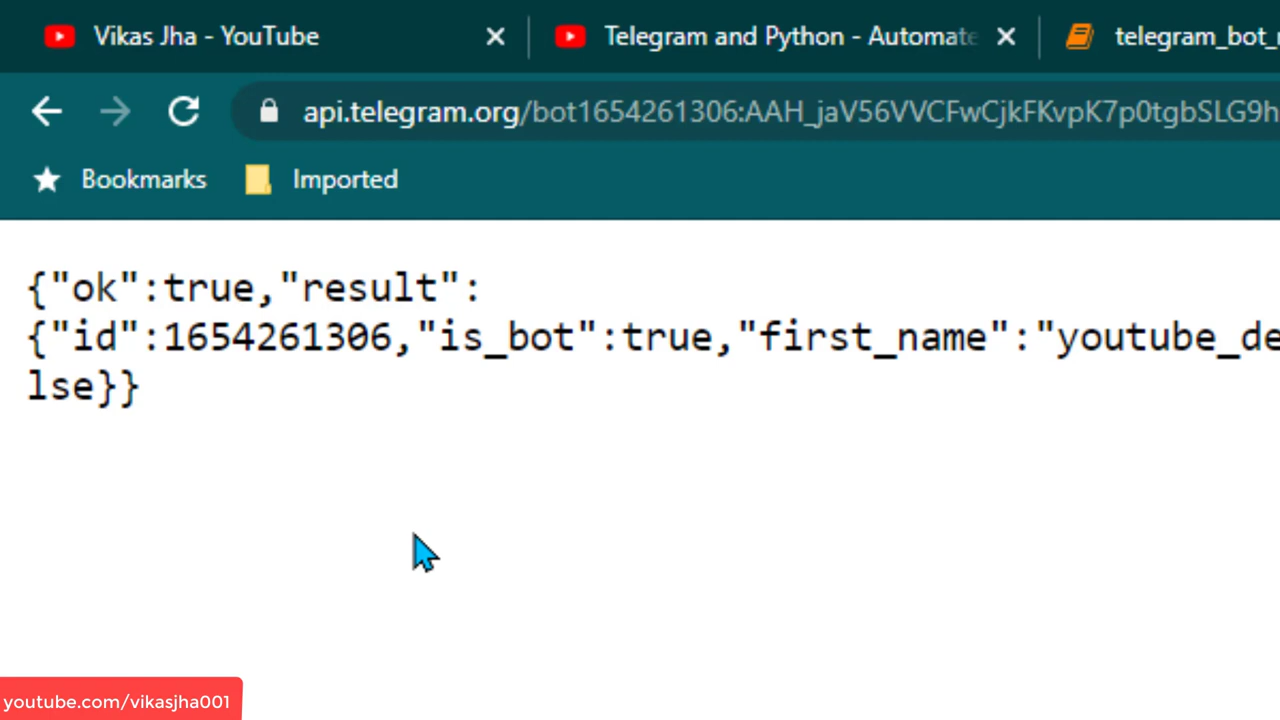 Vikas Jha - YouTube
Telegram and Python - Automate
telegram_bot_
api.telegram.org/bot1654261306:AAH_jaV56VVCFwCjkFKvpK7p0tgbSLG9h
Bookmarks
Imported
{"ok":true,"result":
{"id":1654261306,"is_bot":true,"first_name":"youtube_de
lse}}
youtube.com/vikasjha001